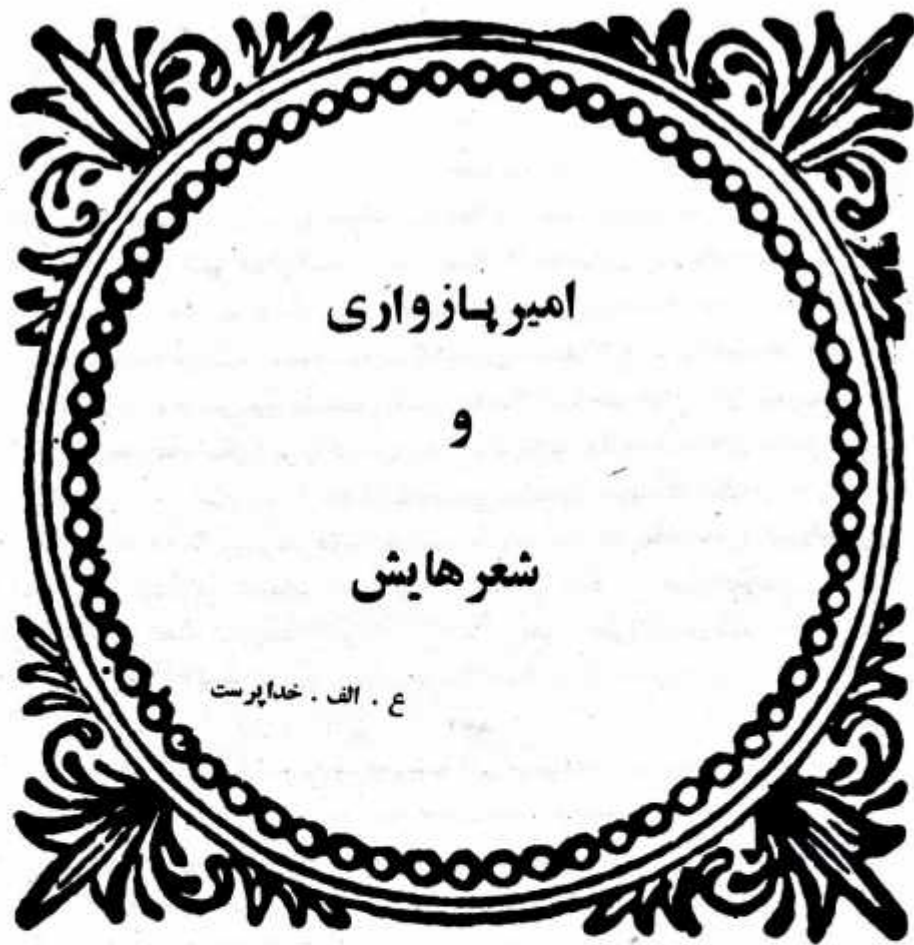 امیر پازواری
و
شعرهایش
ع . الف . خداپرست